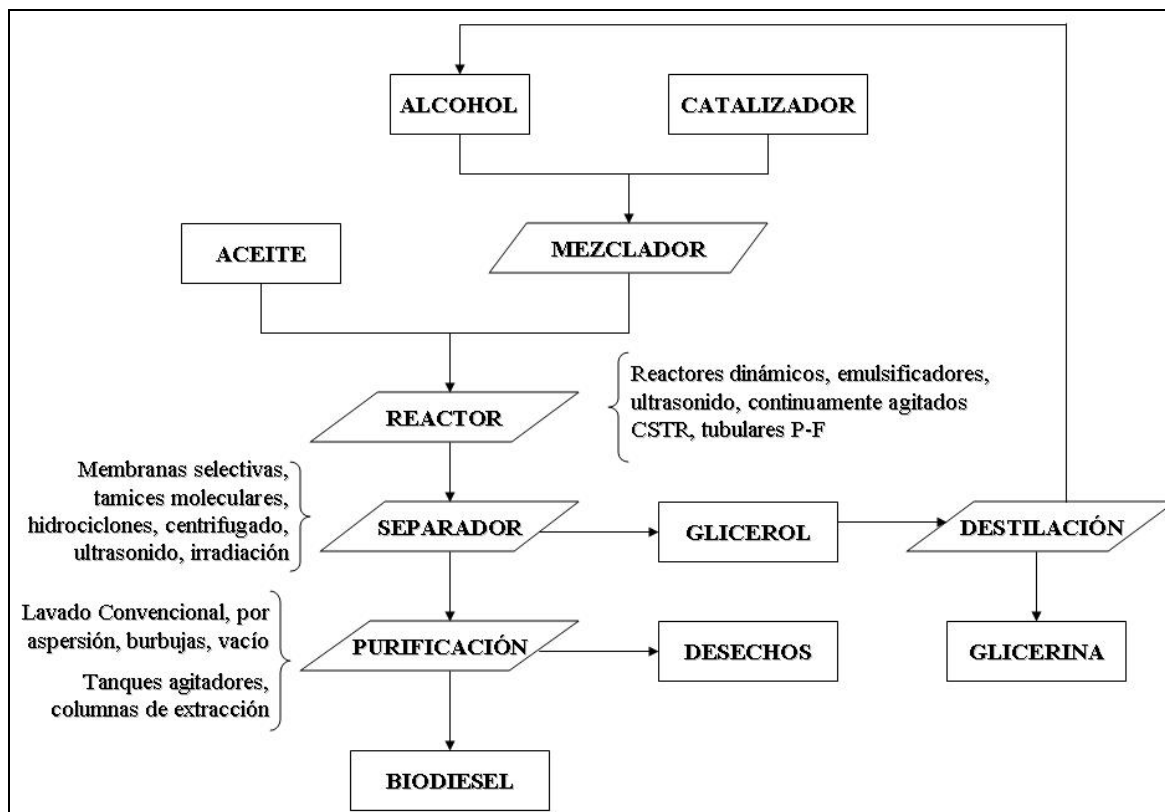 ALCOHOL
CATALIZADOR
MEZCLADOR
ACEITE
Reactores dinámicos, emulsificadores,
ultrasonido, continuamente agitados
CSTR, tubulares P-F
REACTOR
Membranas selectivas,
tamices moleculares,
hidrociclones, centrifugado,
ultrasonido, irradiación
SEPARADOR
GLICEROL
DESTILACIÓN
Lavado Convencional, por
aspersión, burbujas, vacío
Tanques agitadores,
columnas de extracción
PURIFICACIÓN
DESECHOS
GLICERINA
BIODIESEL